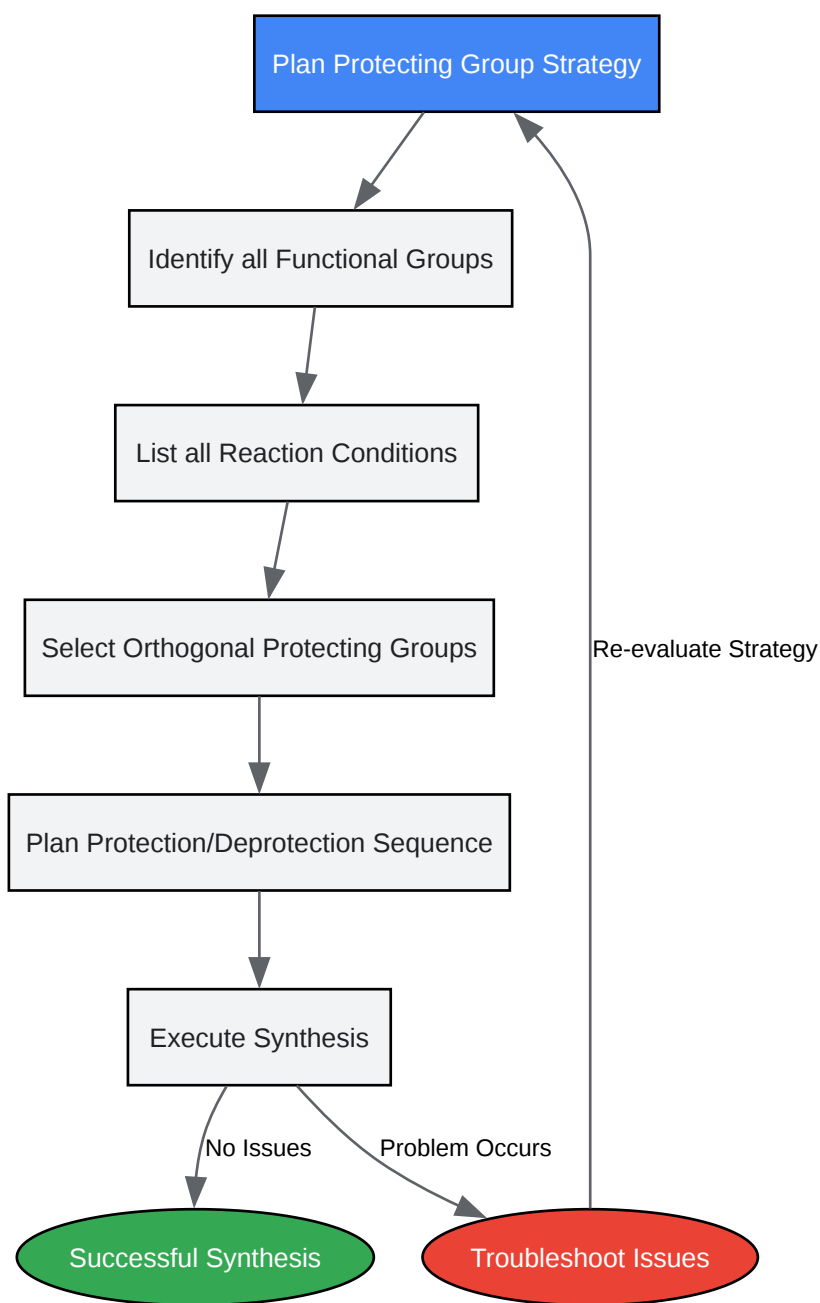 Plan Protecting Group Strategy
Identify all Functional Groups
List all Reaction Conditions
Select Orthogonal Protecting Groups
Re-evaluate Strategy
Plan Protection/Deprotection Sequence
Execute Synthesis
No Issues
Problem Occurs
Successful Synthesis
Troubleshoot Issues